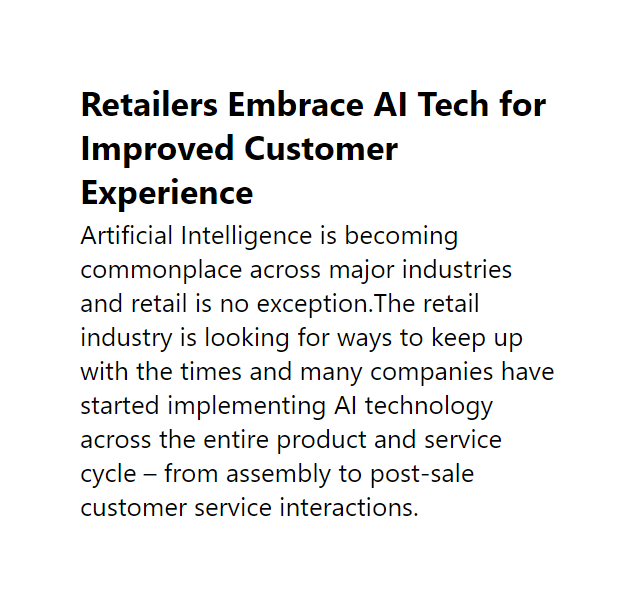 Retailers Embrace AI Tech for
Improved Customer
Experience
Artificial Intelligence is becoming
commonplace across major industries
and retail is no exception.The retail
industry is looking for ways to keep up
with the times and many companies have
started implementing AI technology
across the entire product and service
cycle – from assembly to post-sale
customer service interactions.